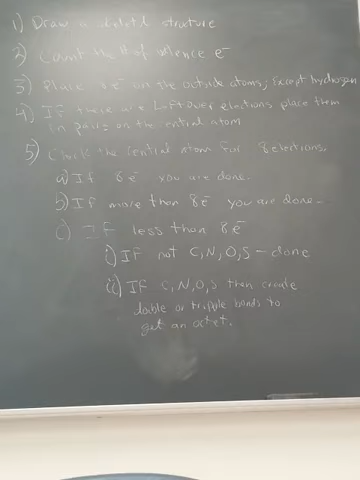 1) Draw a skeletal structure
2) Count the # of valence e⁻
3) Place 8e⁻ on the outside atoms, except hydrogen
4) If there are leftover electrons place them
in pairs on the central atom
5) Check the central atom for 8 electrons.
a) If 8e⁻ you are done.
b) If more than 8e⁻ you are done.
c) If less than 8e⁻
i) If not C,N,O,S - done
ii) If C,N,O,S then create
double or tripple bonds to
get an octet.